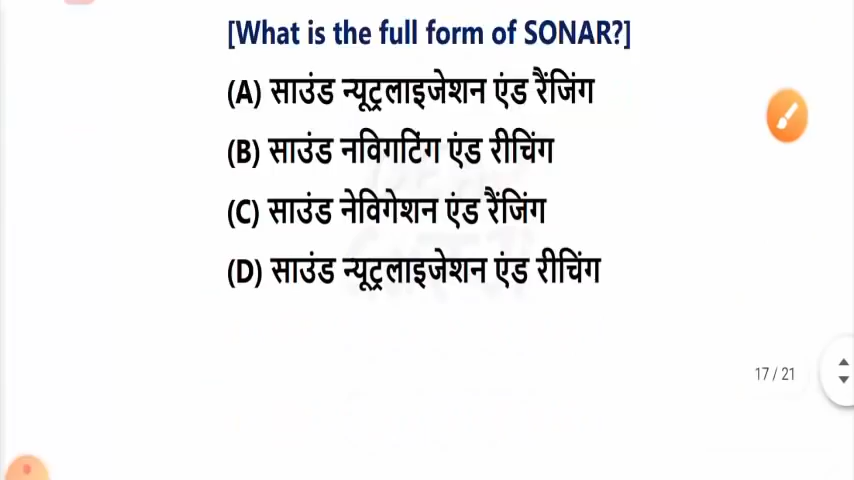 [What is the full form of SONAR?]
(A) साउंड न्यूट्रलाइजेशन एंड रैंजिंग
(B) साउंड नविगटिंग एंड रीचिंग
(C) साउंड नेविगेशन एंड रैंजिंग
(D) साउंड न्यूट्रलाइजेशन एंड रीचिंग
17 / 21